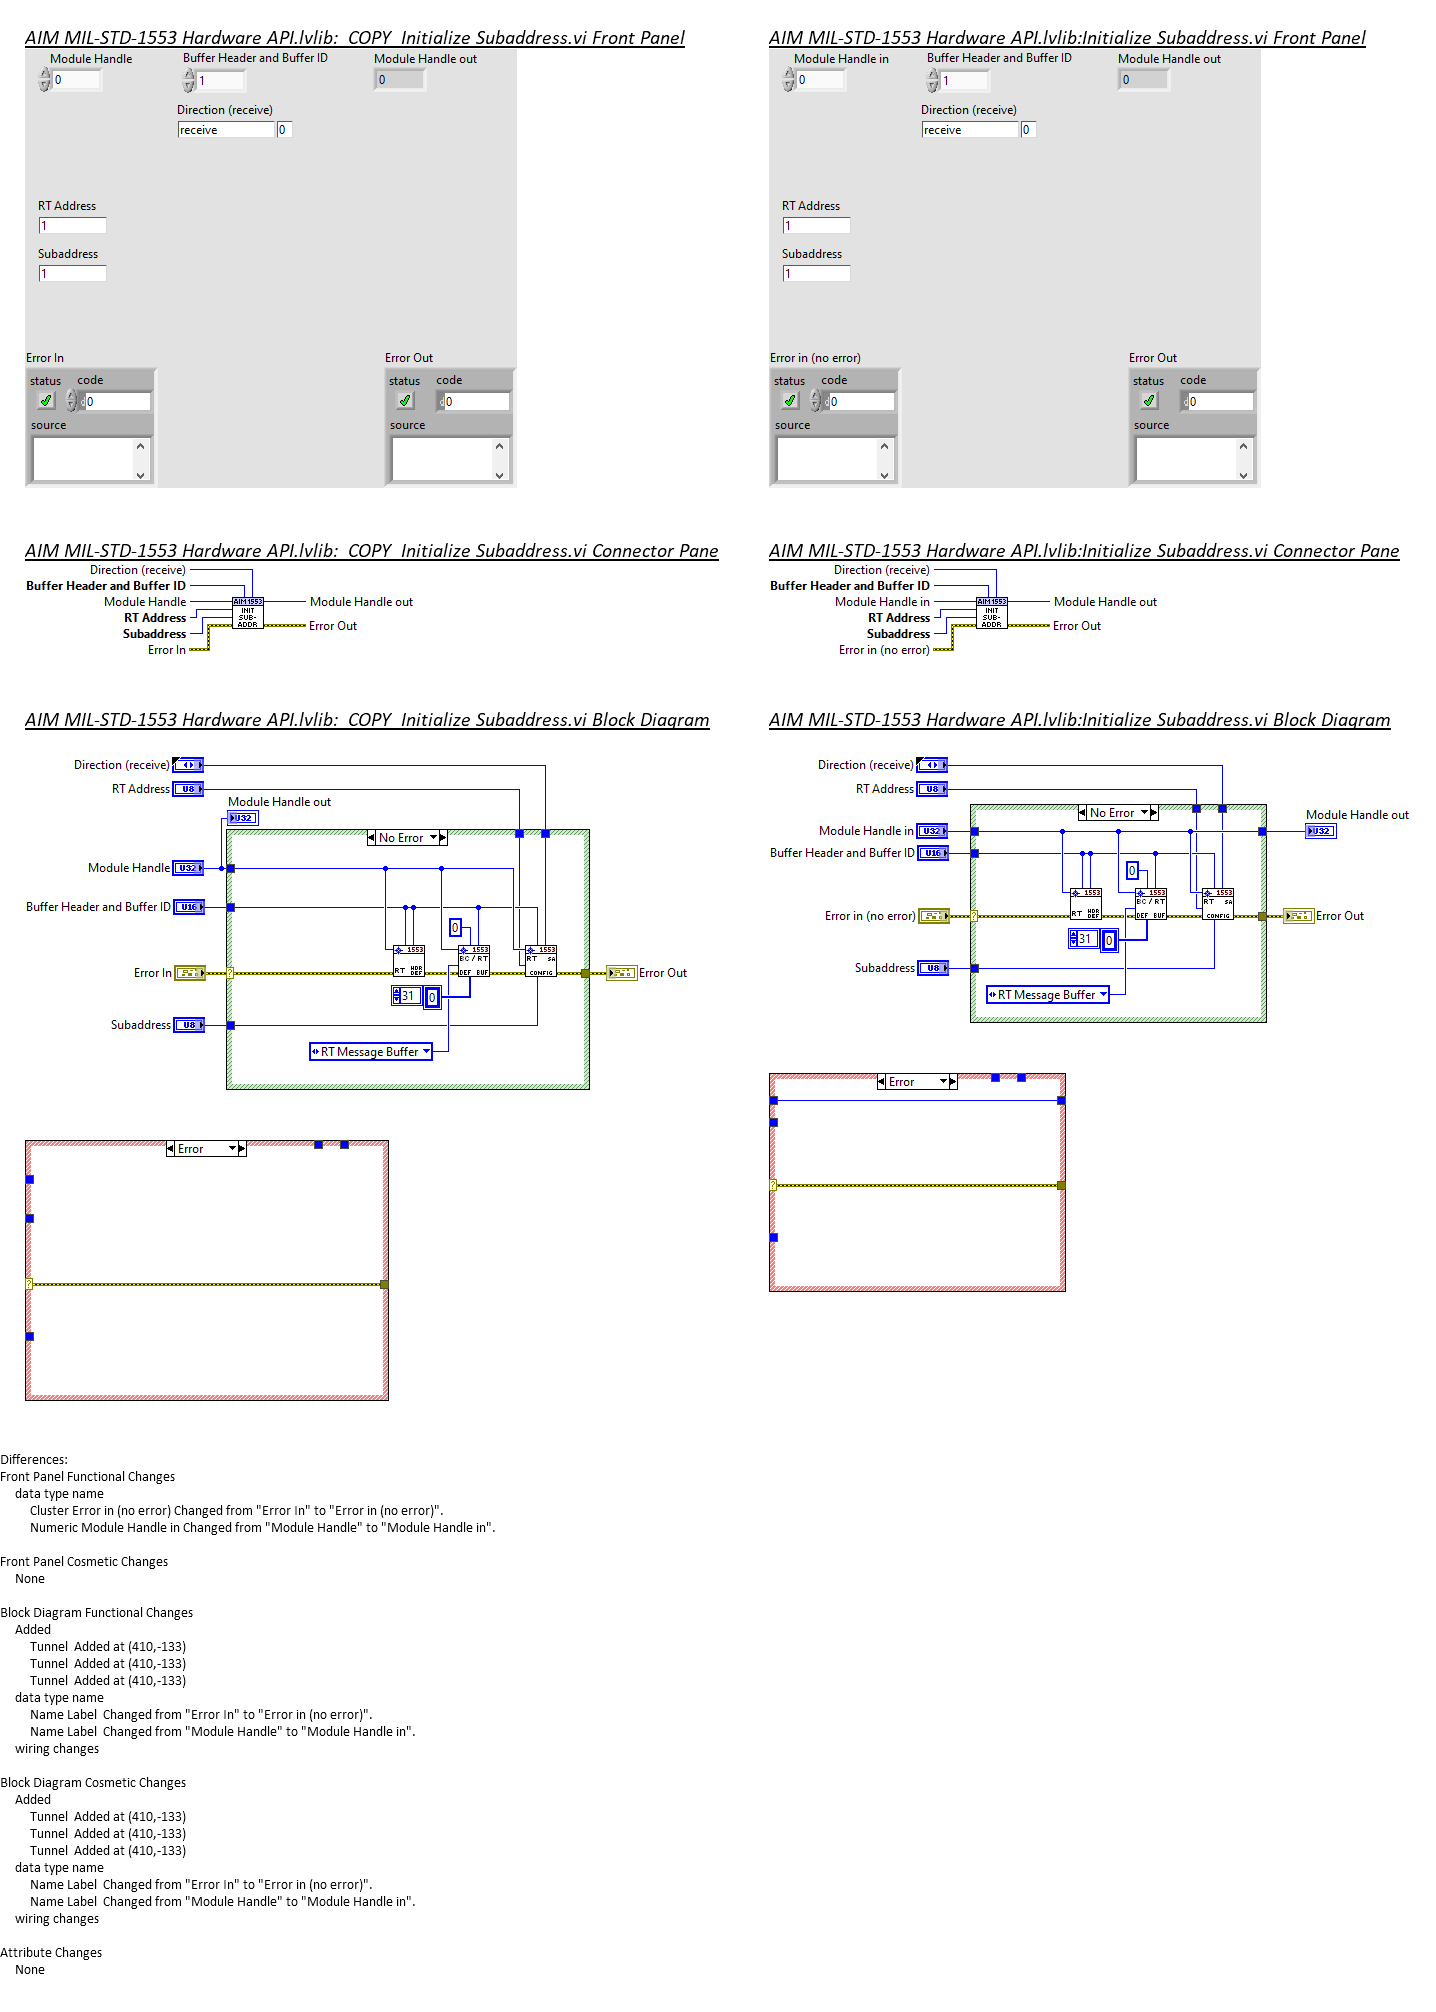 AIM MIL-STD-1553 Hardware API.lvlib:_COPY_Initialize Subaddress.vi Front Panel
Module Handle
0
Buffer Header and Buffer ID
1
Module Handle out
0
Direction (receive)
receive 0
RT Address
1
Subaddress
1
Error In
status code
0
source
Error Out
status code
0
source
AIM MIL-STD-1553 Hardware API.lvlib:Initialize Subaddress.vi Front Panel
Module Handle in
0
Buffer Header and Buffer ID
1
Module Handle out
0
Direction (receive)
receive 0
RT Address
1
Subaddress
1
Error in (no error)
status code
0
source
Error Out
status code
0
source
AIM MIL-STD-1553 Hardware API.lvlib:_COPY_Initialize Subaddress.vi Connector Pane
Direction (receive)
Buffer Header and Buffer ID
Module Handle
RT Address
Subaddress
Error In
AIM1553
INIT
SUB-
ADDR
Module Handle out
Error Out
AIM MIL-STD-1553 Hardware API.lvlib:Initialize Subaddress.vi Connector Pane
Direction (receive)
Buffer Header and Buffer ID
Module Handle in
RT Address
Subaddress
Error in (no error)
AIM1553
INIT
SUB-
ADDR
Module Handle out
Error Out
AIM MIL-STD-1553 Hardware API.lvlib:_COPY_Initialize Subaddress.vi Block Diagram
Direction (receive)
RT Address U8
Module Handle out
U32
No Error
Module Handle U32
Buffer Header and Buffer ID U16
0
1553
RT HDR
DEF
1553
BC / RT
DEF BUF
1553
RT SA
CONFIG
Error In
?
Error Out
31 0
Subaddress U8
RT Message Buffer
Error
?
AIM MIL-STD-1553 Hardware API.lvlib:Initialize Subaddress.vi Block Diagram
Direction (receive)
RT Address U8
No Error
Module Handle out
U32
Module Handle in U32
Buffer Header and Buffer ID U16
0
1553
RT HDR
DEF
1553
BC / RT
DEF BUF
1553
RT SA
CONFIG
Error in (no error)
?
Error Out
31 0
Subaddress U8
RT Message Buffer
Error
?
Differences:
Front Panel Functional Changes
data type name
Cluster Error in (no error) Changed from "Error In" to "Error in (no error)".
Numeric Module Handle in Changed from "Module Handle" to "Module Handle in".
Front Panel Cosmetic Changes
None
Block Diagram Functional Changes
Added
Tunnel Added at (410,-133)
Tunnel Added at (410,-133)
Tunnel Added at (410,-133)
data type name
Name Label Changed from "Error In" to "Error in (no error)".
Name Label Changed from "Module Handle" to "Module Handle in".
wiring changes
Block Diagram Cosmetic Changes
Added
Tunnel Added at (410,-133)
Tunnel Added at (410,-133)
Tunnel Added at (410,-133)
data type name
Name Label Changed from "Error In" to "Error in (no error)".
Name Label Changed from "Module Handle" to "Module Handle in".
wiring changes
Attribute Changes
None